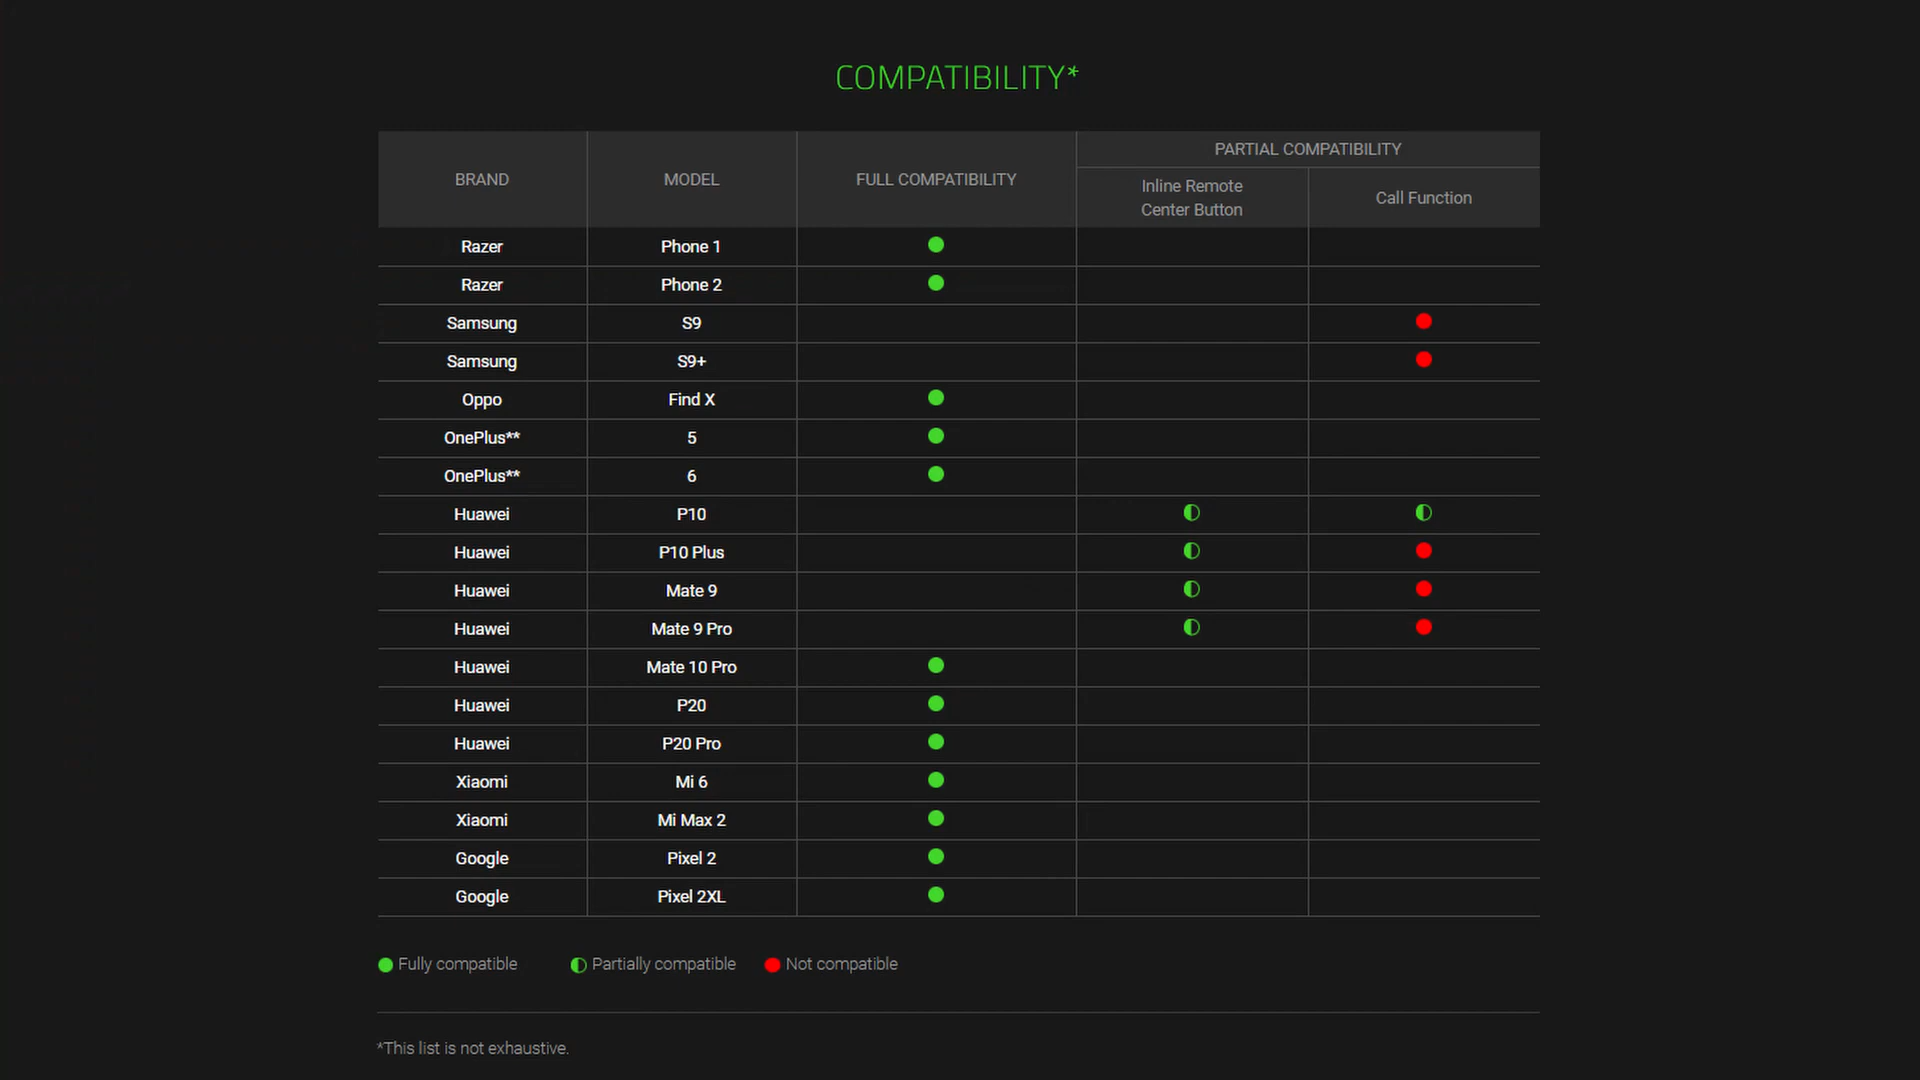 COMPATIBILITY*
BRAND MODEL FULL COMPATIBILITY PARTIAL COMPATIBILITY
Inline Remote
Center Button
Call Function
Razer Phone 1
Razer Phone 2
Samsung S9
Samsung S9+
Oppo Find X
OnePlus** 5
OnePlus** 6
Huawei P10
Huawei P10 Plus
Huawei Mate 9
Huawei Mate 9 Pro
Huawei Mate 10 Pro
Huawei P20
Huawei P20 Pro
Xiaomi Mi 6
Xiaomi Mi Max 2
Google Pixel 2
Google Pixel 2XL
Fully compatible Partially compatible Not compatible
*This list is not exhaustive.